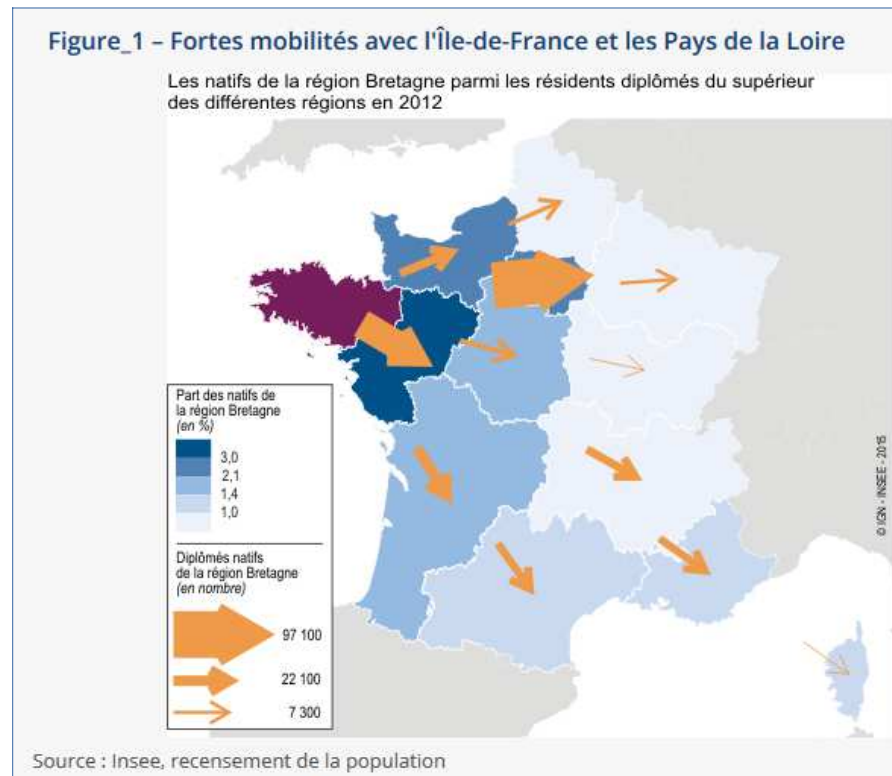 Figure_1 – Fortes mobilités avec l'Île-de-France et les Pays de la Loire
Les natifs de la région Bretagne parmi les résidents diplômés du supérieur
des différentes régions en 2012
Part des natifs de
la région Bretagne
(en %)
3,0
2,1
1,4
1,0
Diplômés natifs
de la région Bretagne
(en nombre)
97 100
22 100
7 300
© IGN - INSEE - 2016
Source : Insee, recensement de la population